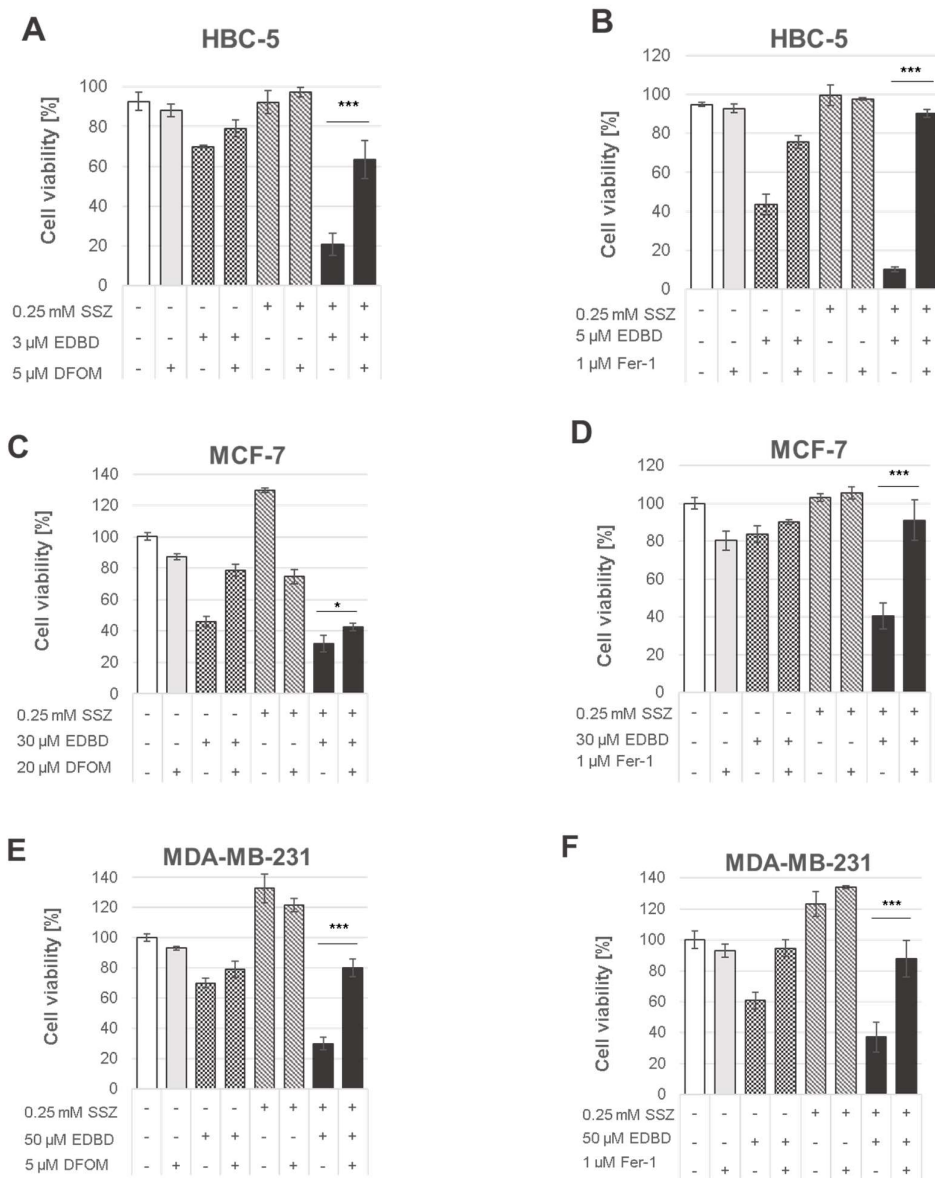 A
HBC-5
Cell viability [%]
100
80
60
40
20
0
***
0.25 mM SSZ - - - - + + + +
3 µM EDBD - - + + - - + +
5 µM DFOM - + - + - + - +
B
HBC-5
Cell viability [%]
120
100
80
60
40
20
0
***
0.25 mM SSZ - - - - + + + +
5 µM EDBD - - + + - - + +
1 µM Fer-1 - + - + - + - +
C
MCF-7
Cell viability [%]
140
120
100
80
60
40
20
0
*
0.25 mM SSZ - - - - + + + +
30 µM EDBD - - + + - - + +
20 µM DFOM - + - + - + - +
D
MCF-7
Cell viability [%]
120
100
80
60
40
20
0
***
0.25 mM SSZ - - - - + + + +
30 µM EDBD - - + + - - + +
1 µM Fer-1 - + - + - + - +
E
MDA-MB-231
Cell viability [%]
140
120
100
80
60
40
20
0
***
0.25 mM SSZ - - - - + + + +
50 µM EDBD - - + + - - + +
5 µM DFOM - + - + - + - +
F
MDA-MB-231
Cell viability [%]
140
120
100
80
60
40
20
0
***
0.25 mM SSZ - - - - + + + +
50 µM EDBD - - + + - - + +
1 uM Fer-1 - + - + - + - +